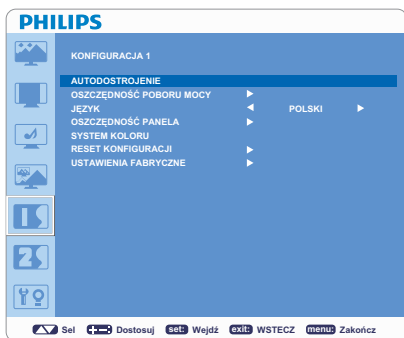 PHILIPS
KONFIGURACJA 1
AUTODOSTROJENIE
OSZCZĘDNOŚĆ POBORU MOCY
JĘZYK POLSKI
OSZCZĘDNOŚĆ PANELA
SYSTEM KOLORU
RESET KONFIGURACJI
USTAWIENIA FABRYCZNE
Sel Dostosuj set: Wejdź exit: WSTECZ menu: Zakończ